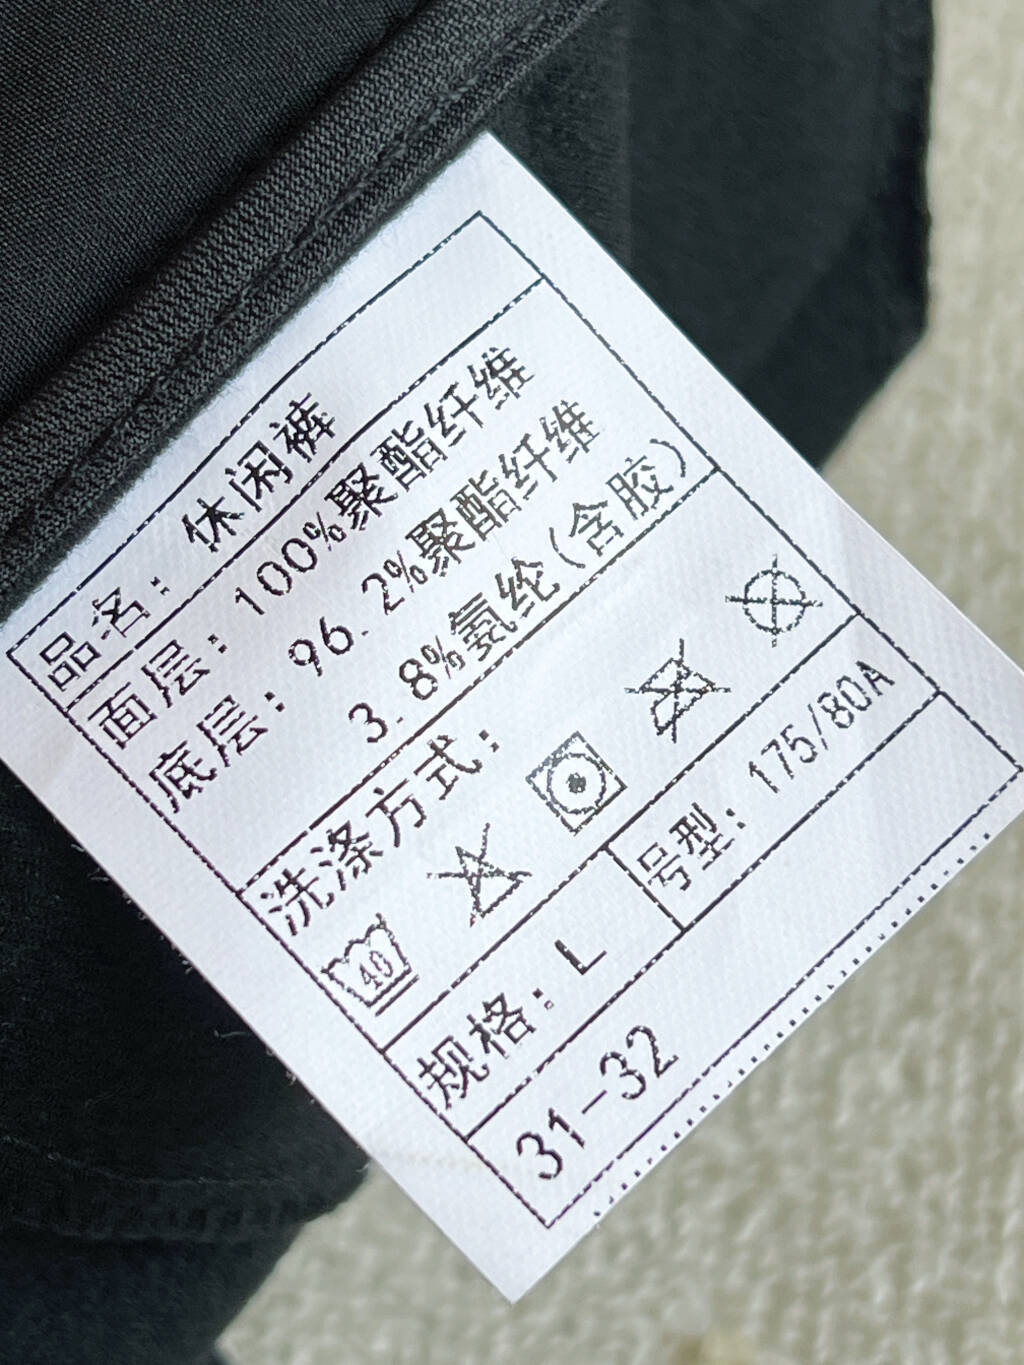 品名：休闲裤
面层：100%聚酯纤维
底层：96.2%聚酯纤维
3.8%氨纶(含胶)
洗涤方式：
40
规格：L
号型：175/80A
31-32